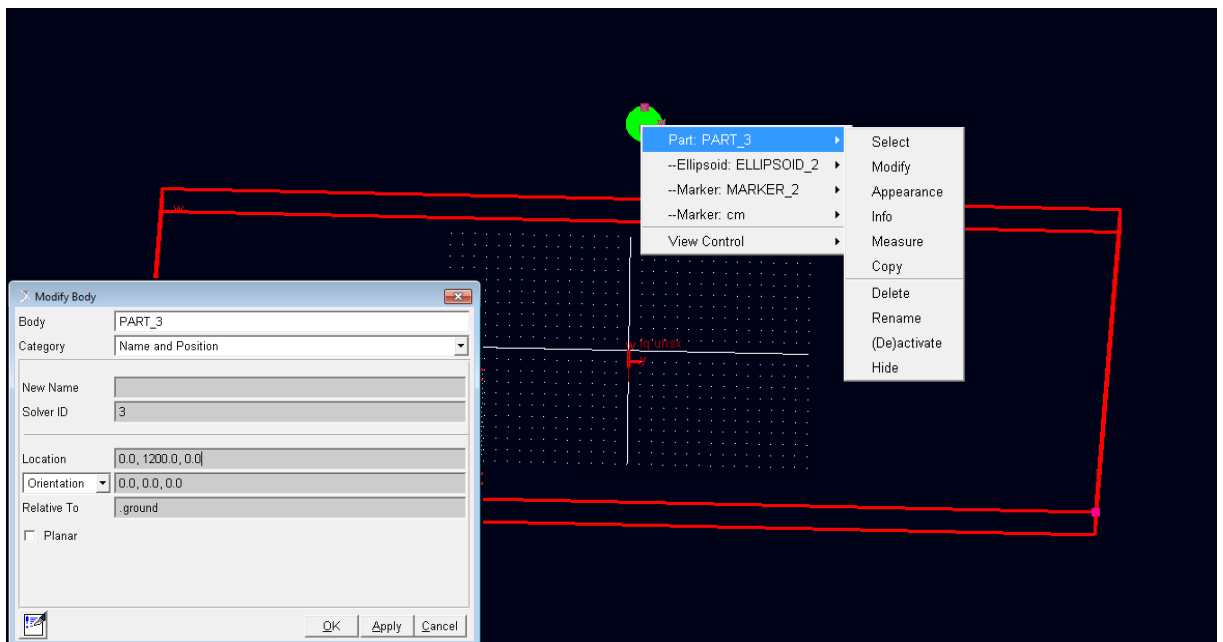 Part: PART_3
--Ellipsoid: ELLIPSOID_2
--Marker: MARKER_2
--Marker: cm
View Control
Select
Modify
Appearance
Info
Measure
Copy
Delete
Rename
(De)activate
Hide
Modify Body
Body PART_3
Category Name and Position
New Name
Solver ID 3
Location 0.0, 1200.0, 0.0
Orientation 0.0, 0.0, 0.0
Relative To .ground
Planar
OK Apply Cancel